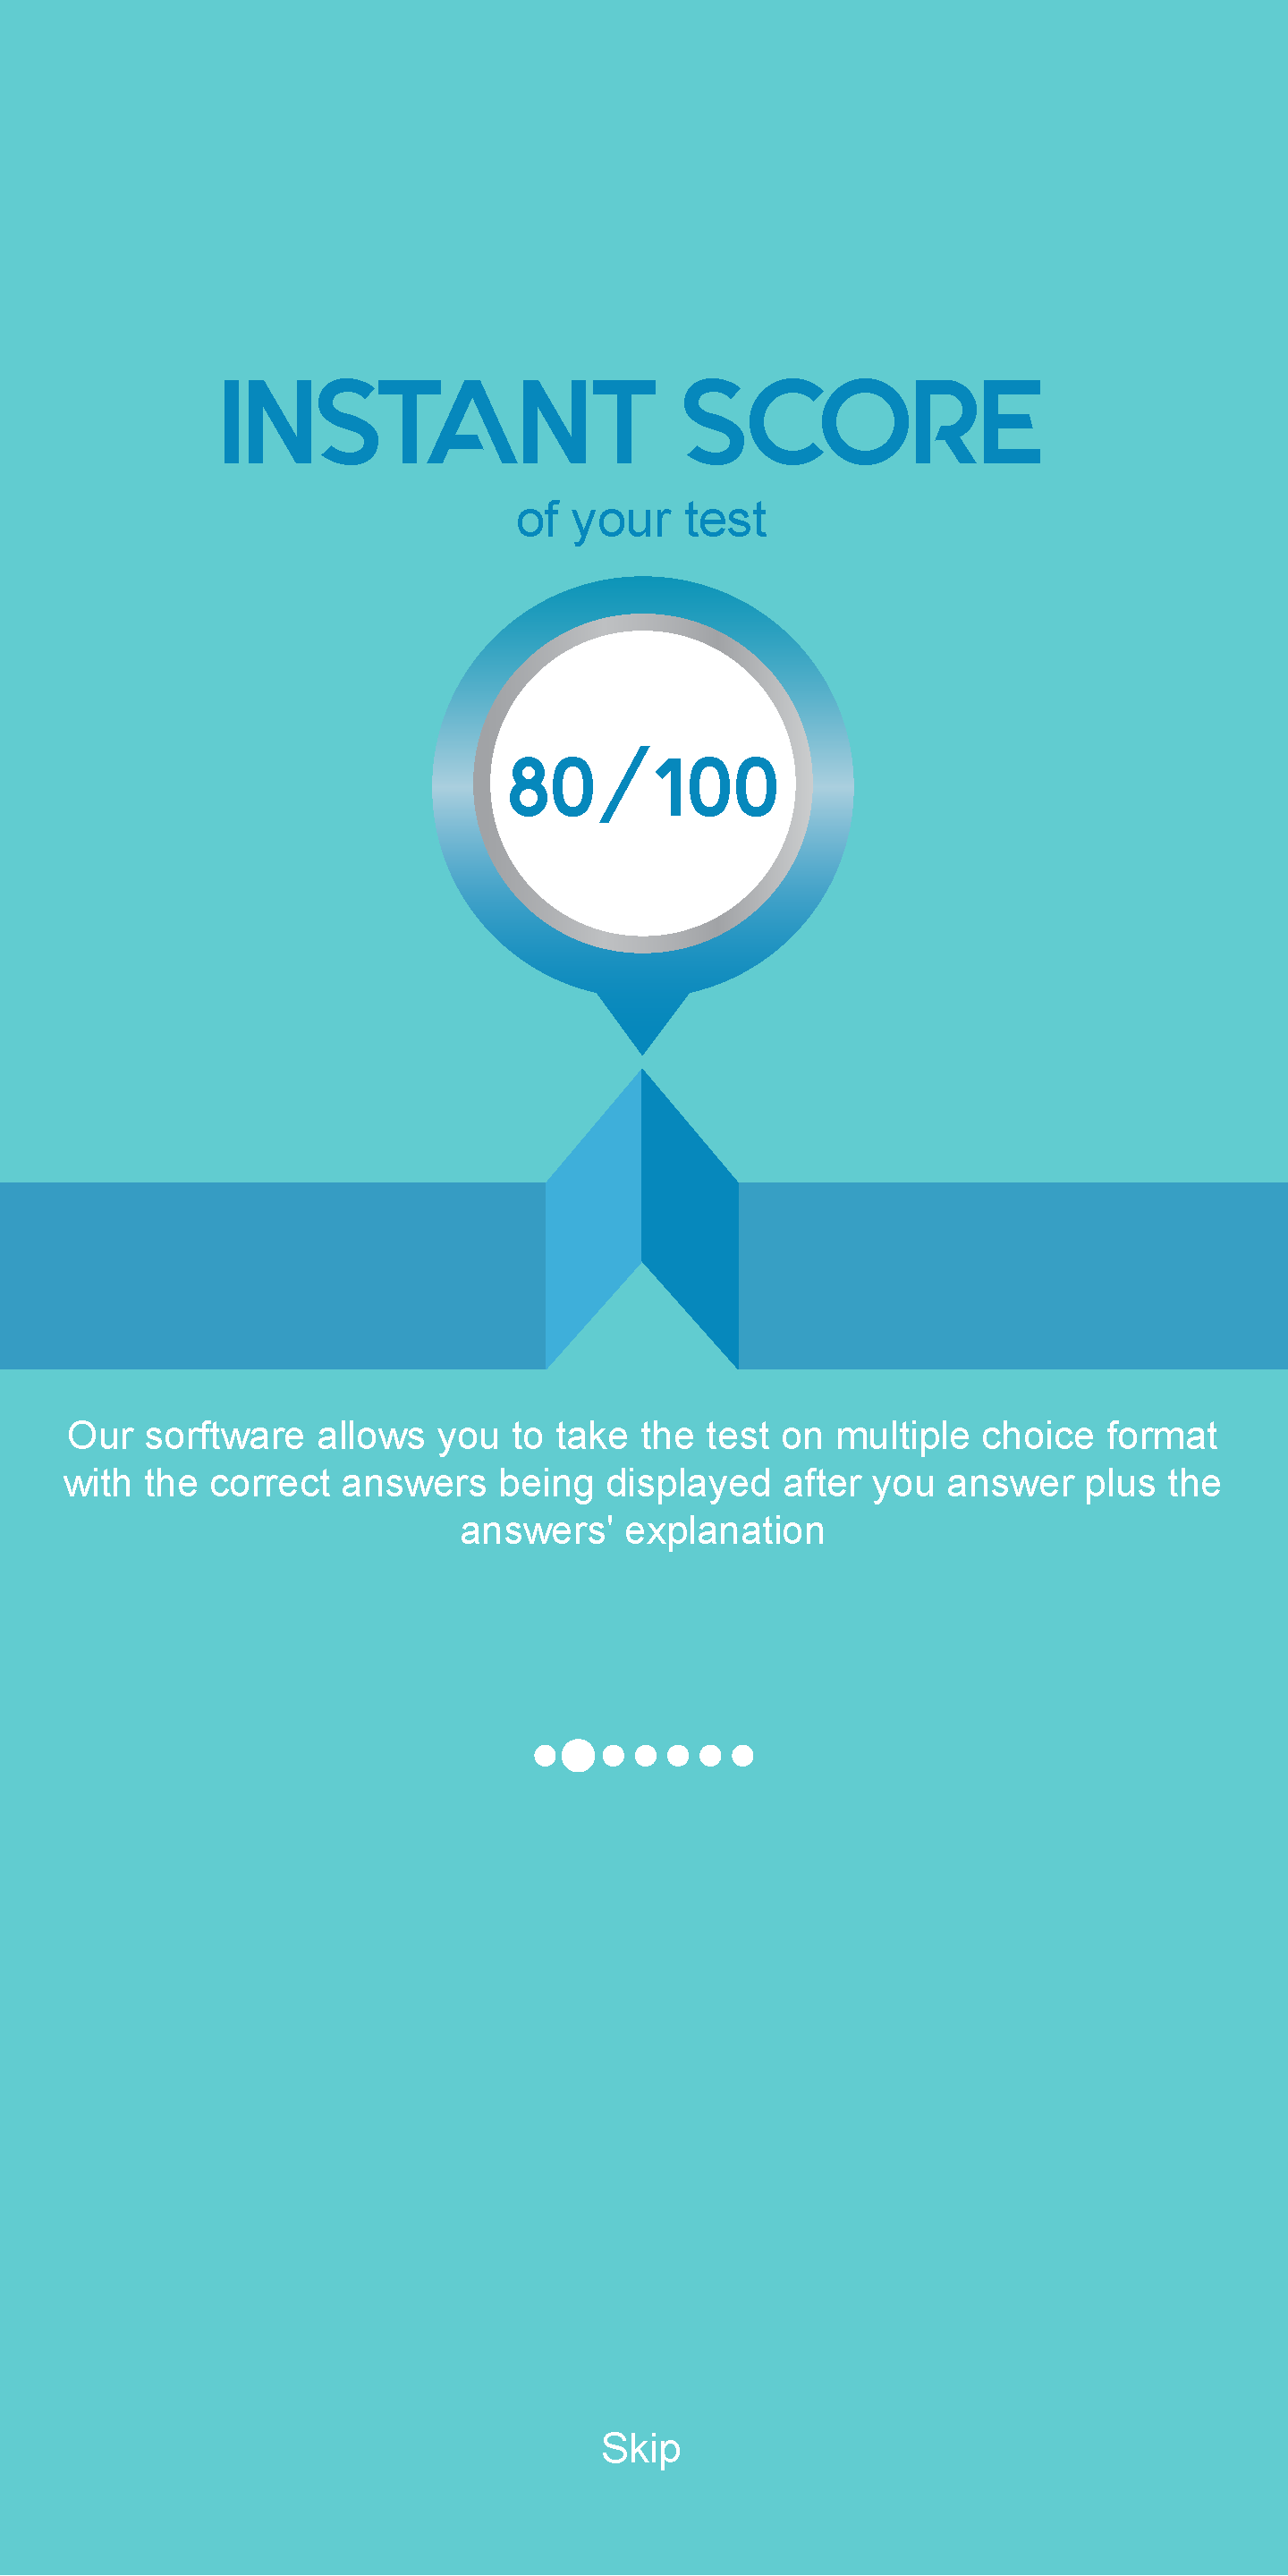 INSTANT SCORE
of your test
80/100
Our sorftware allows you to take the test on multiple choice format
with the correct answers being displayed after you answer plus the
answers' explanation
Skip